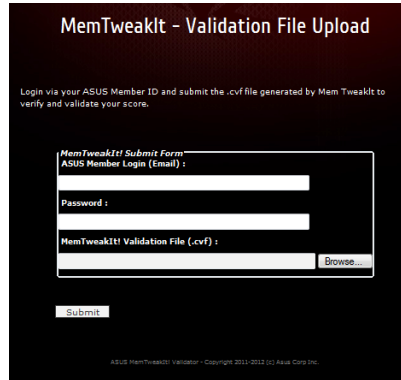 MemTweakIt - Validation File Upload
Login via your ASUS Member ID and submit the .cvf file generated by Mem TweakIt to
verify and validate your score.
MemTweakIt! Submit Form
ASUS Member Login (Email) :
Password :
MemTweakIt! Validation File (.cvf) :
Browse...
Submit
ASUS MemTweakIt! Validator - Copyright 2011-2012 (c) Asus Corp Inc.